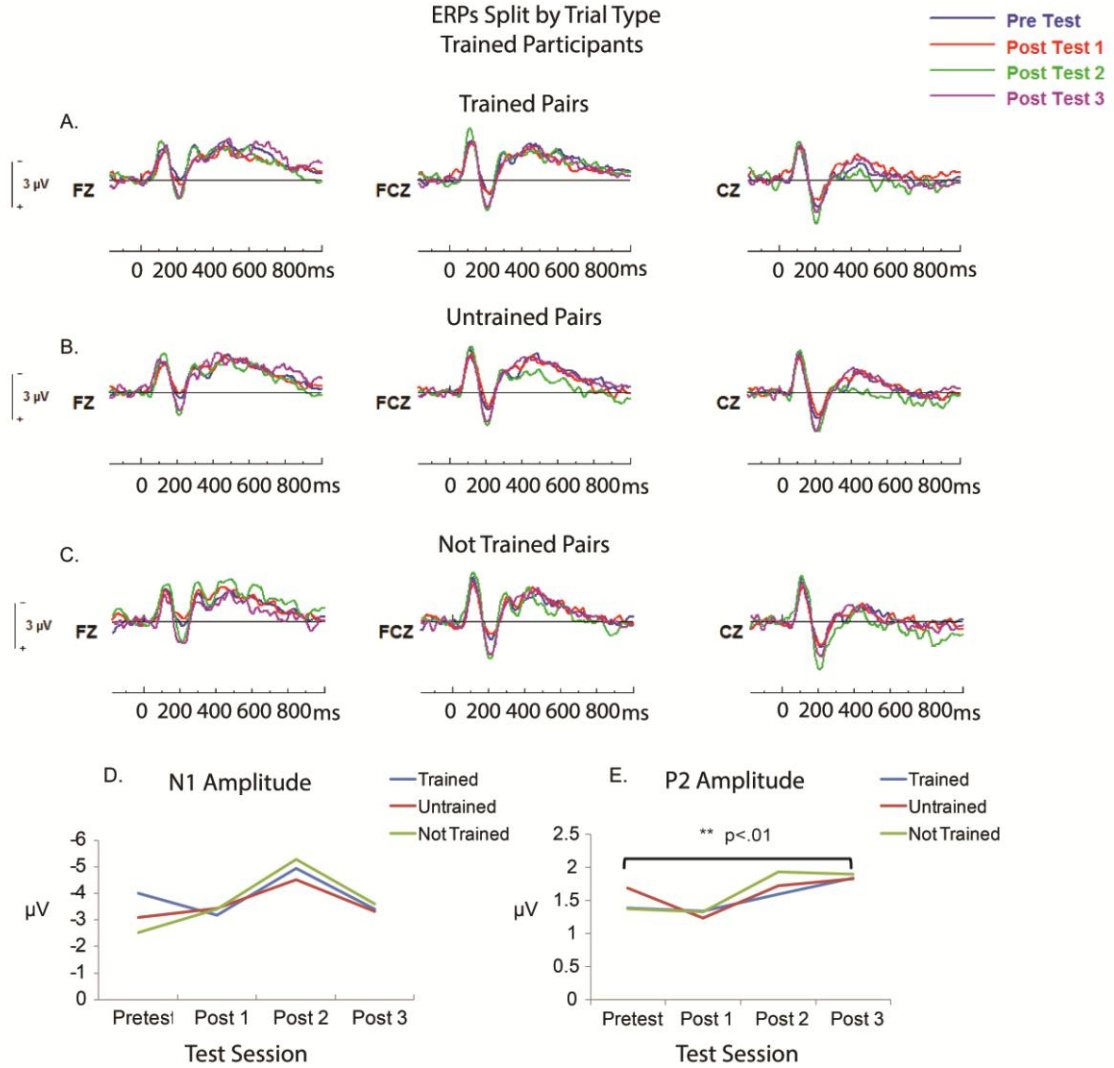 ERPs Split by Trial Type
Trained Participants
Pre Test
Post Test 1
Post Test 2
Post Test 3
Trained Pairs
A.
-
3 µV
+
FZ
FCZ
CZ
0 200 400 600 800ms
0 200 400 600 800ms
0 200 400 600 800ms
Untrained Pairs
B.
-
3 µV
+
FZ
FCZ
CZ
0 200 400 600 800ms
0 200 400 600 800ms
0 200 400 600 800ms
Not Trained Pairs
C.
-
3 µV
+
FZ
FCZ
CZ
0 200 400 600 800ms
0 200 400 600 800ms
0 200 400 600 800ms
D. N1 Amplitude
Trained
Untrained
Not Trained
-6
-5
-4
-3
-2
-1
0
µV
Pretest Post 1 Post 2 Post 3
Test Session
E. P2 Amplitude
Trained
Untrained
Not Trained
** p<.01
2.5
2
1.5
1
0.5
0
µV
Pretest Post 1 Post 2 Post 3
Test Session